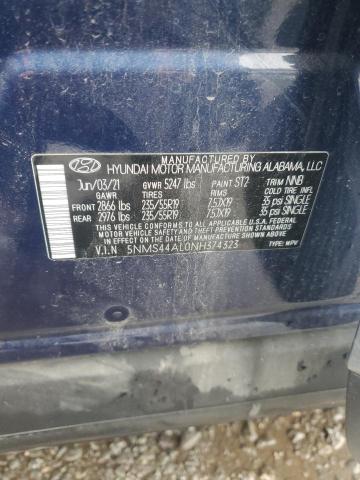 MANUFACTURED BY
HYUNDAI MOTOR MANUFACTURING ALABAMA, LLC
Jun/03/21 GVWR 5247 lbs PAINT ST2 TRIM NNB
GAWR TIRES RIMS COLD TIRE INFL
FRONT 2866 lbs 235/55R19 7.5JX19 35 psi SINGLE
REAR 2976 lbs 235/55R19 7.5JX19 35 psi SINGLE
THIS VEHICLE CONFORMS TO ALL APPLICABLE U.S.A. FEDERAL
MOTOR VEHICLE SAFETY, BUMPER, AND THEFT PREVENTION
STANDARDS IN EFFECT ON THE DATE OF MANUFACTURE
SHOWN ABOVE.
V.I.N 5NMS44AL0NH374323 TYPE: MPV